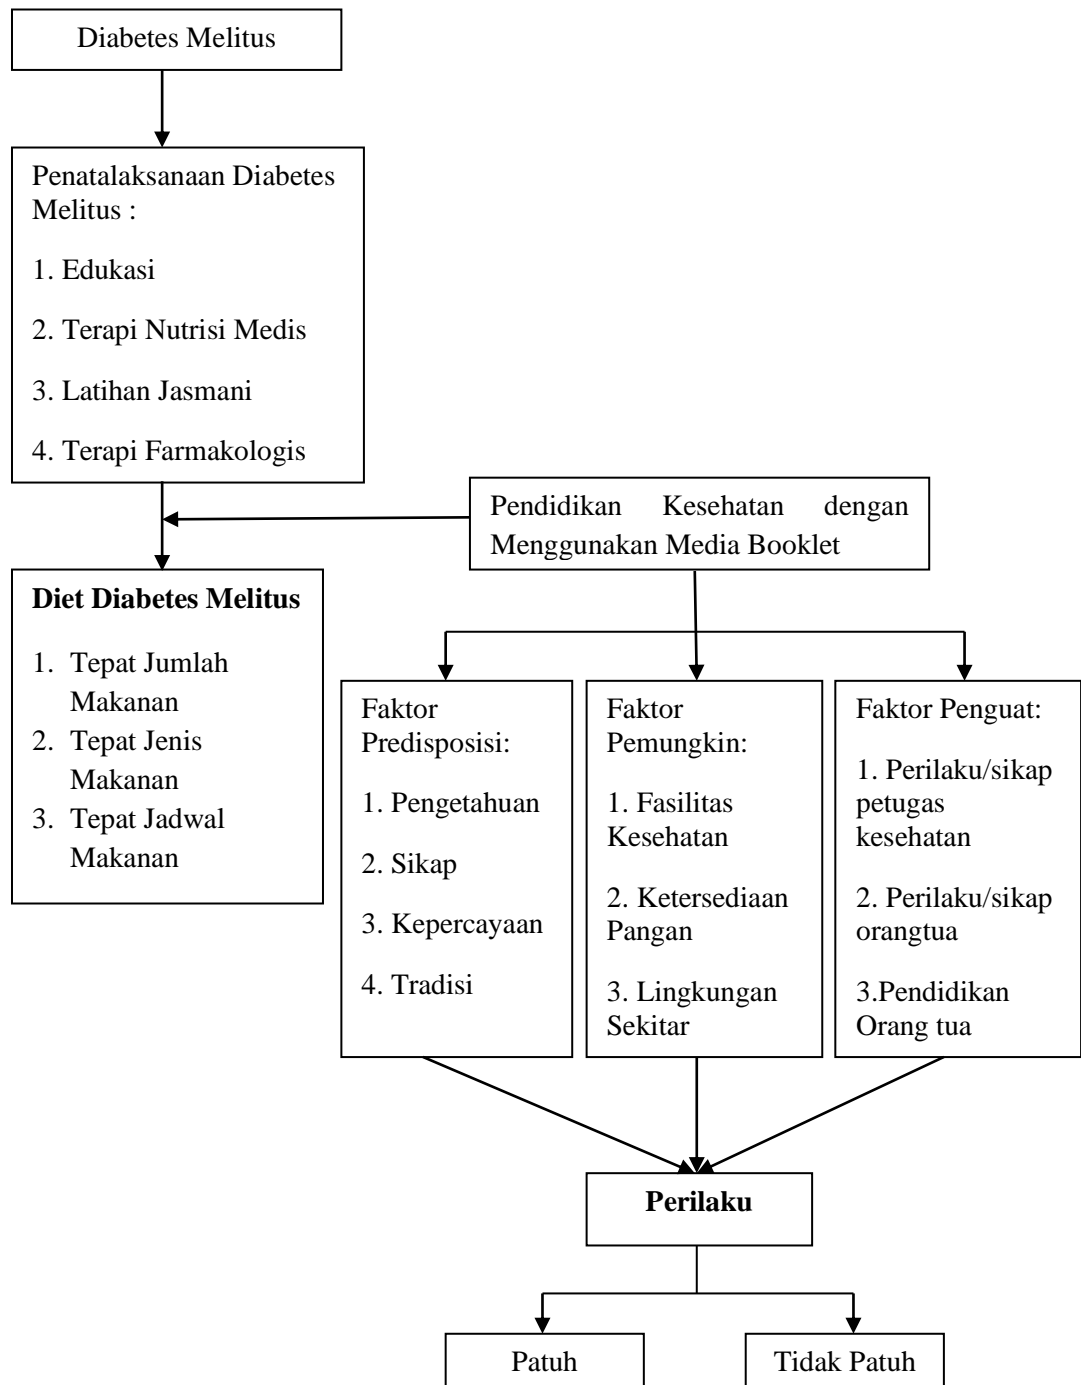 Diabetes Melitus
Penatalaksanaan Diabetes
Melitus :
1. Edukasi
2. Terapi Nutrisi Medis
3. Latihan Jasmani
4. Terapi Farmakologis
Pendidikan Kesehatan dengan
Menggunakan Media Booklet
Diet Diabetes Melitus
1. Tepat Jumlah
Makanan
2. Tepat Jenis
Makanan
3. Tepat Jadwal
Makanan
Faktor
Predisposisi:
1. Pengetahuan
2. Sikap
3. Kepercayaan
4. Tradisi
Faktor
Pemungkin:
1. Fasilitas
Kesehatan
2. Ketersediaan
Pangan
3. Lingkungan
Sekitar
Faktor Penguat:
1. Perilaku/sikap
petugas
kesehatan
2. Perilaku/sikap
orangtua
3.Pendidikan
Orang tua
Perilaku
Patuh
Tidak Patuh